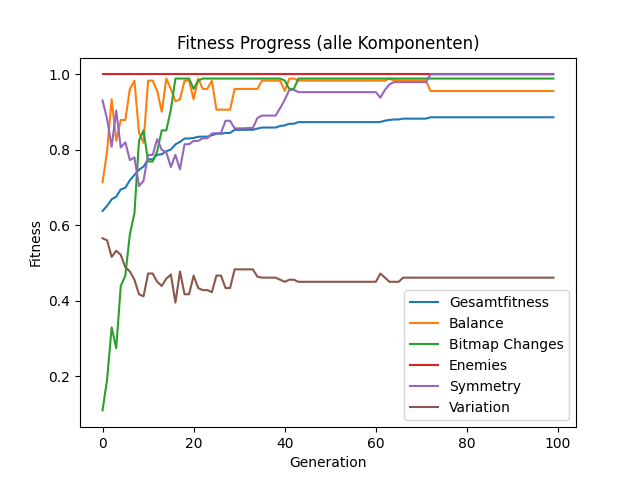 Fitness Progress (alle Komponenten)
Fitness
1.0
0.8
0.6
0.4
0.2
0
20
40
60
80
100
Generation
Gesamtfitness
Balance
Bitmap Changes
Enemies
Symmetry
Variation